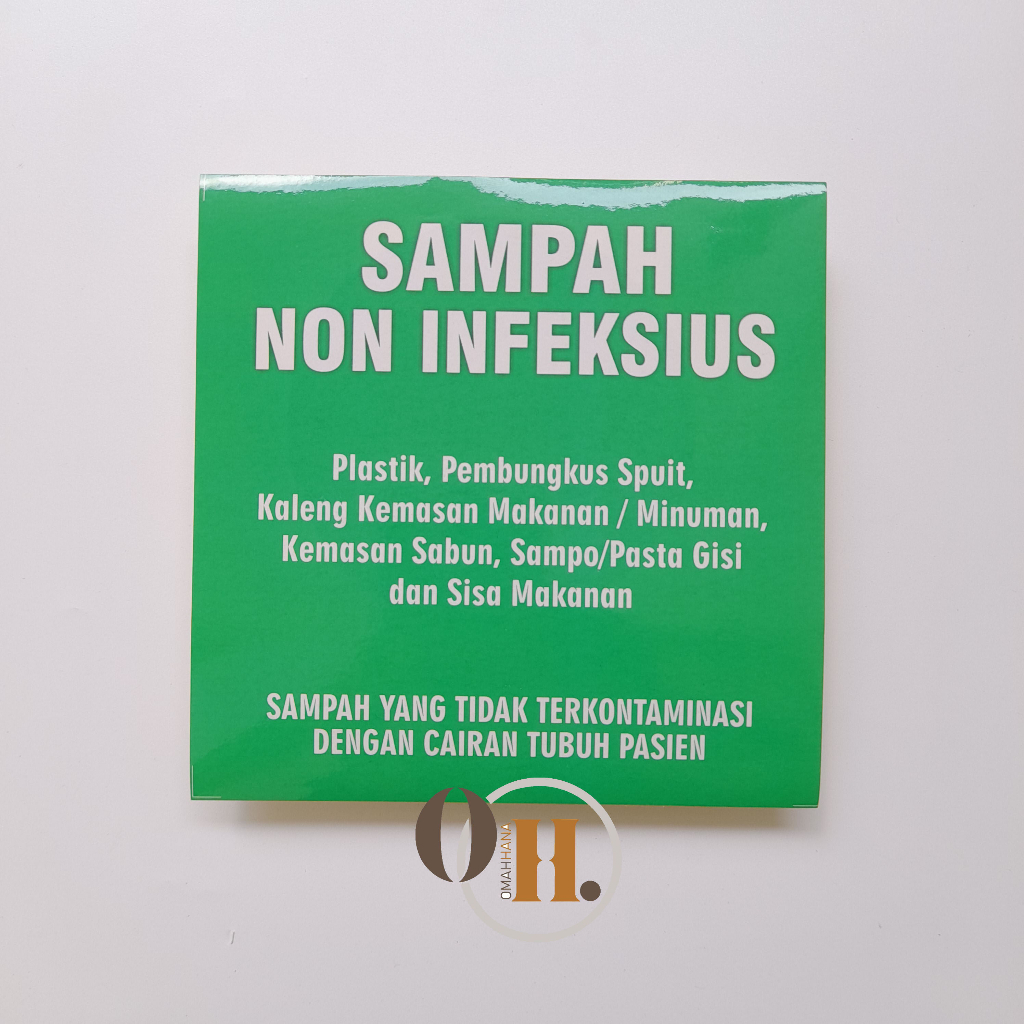 SAMPAH
NON INFEKSIUS
Plastik, Pembungkus Spuit,
Kaleng Kemasan Makanan / Minuman,
Kemasan Sabun, Sampo/Pasta Gisi
dan Sisa Makanan
SAMPAH YANG TIDAK TERKONTAMINASI
DENGAN CAIRAN TUBUH PASIEN
OH.
OMAHHANA